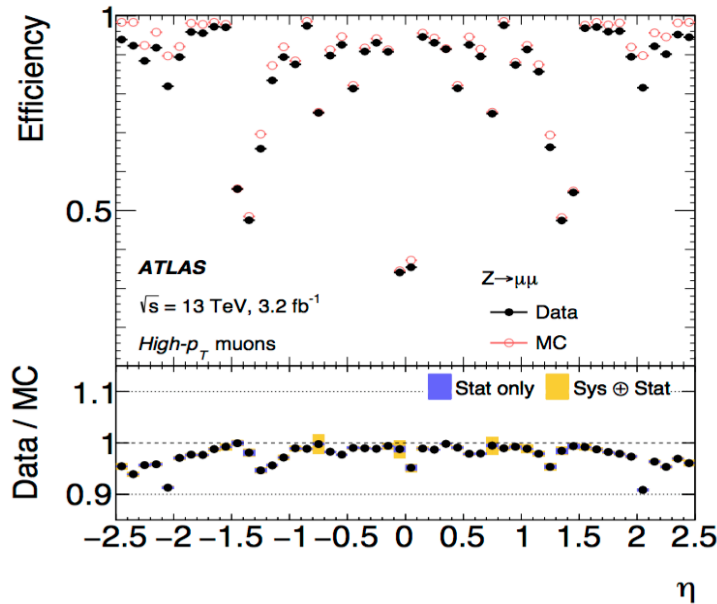 Efficiency
1
0.5
ATLAS
√s = 13 TeV, 3.2 fb⁻¹
High-p_T muons
Z→μμ
Data
MC
Data / MC
1.1
1
0.9
Stat only
Sys ⊕ Stat
−2.5 −2 −1.5 −1 −0.5 0 0.5 1 1.5 2 2.5
η